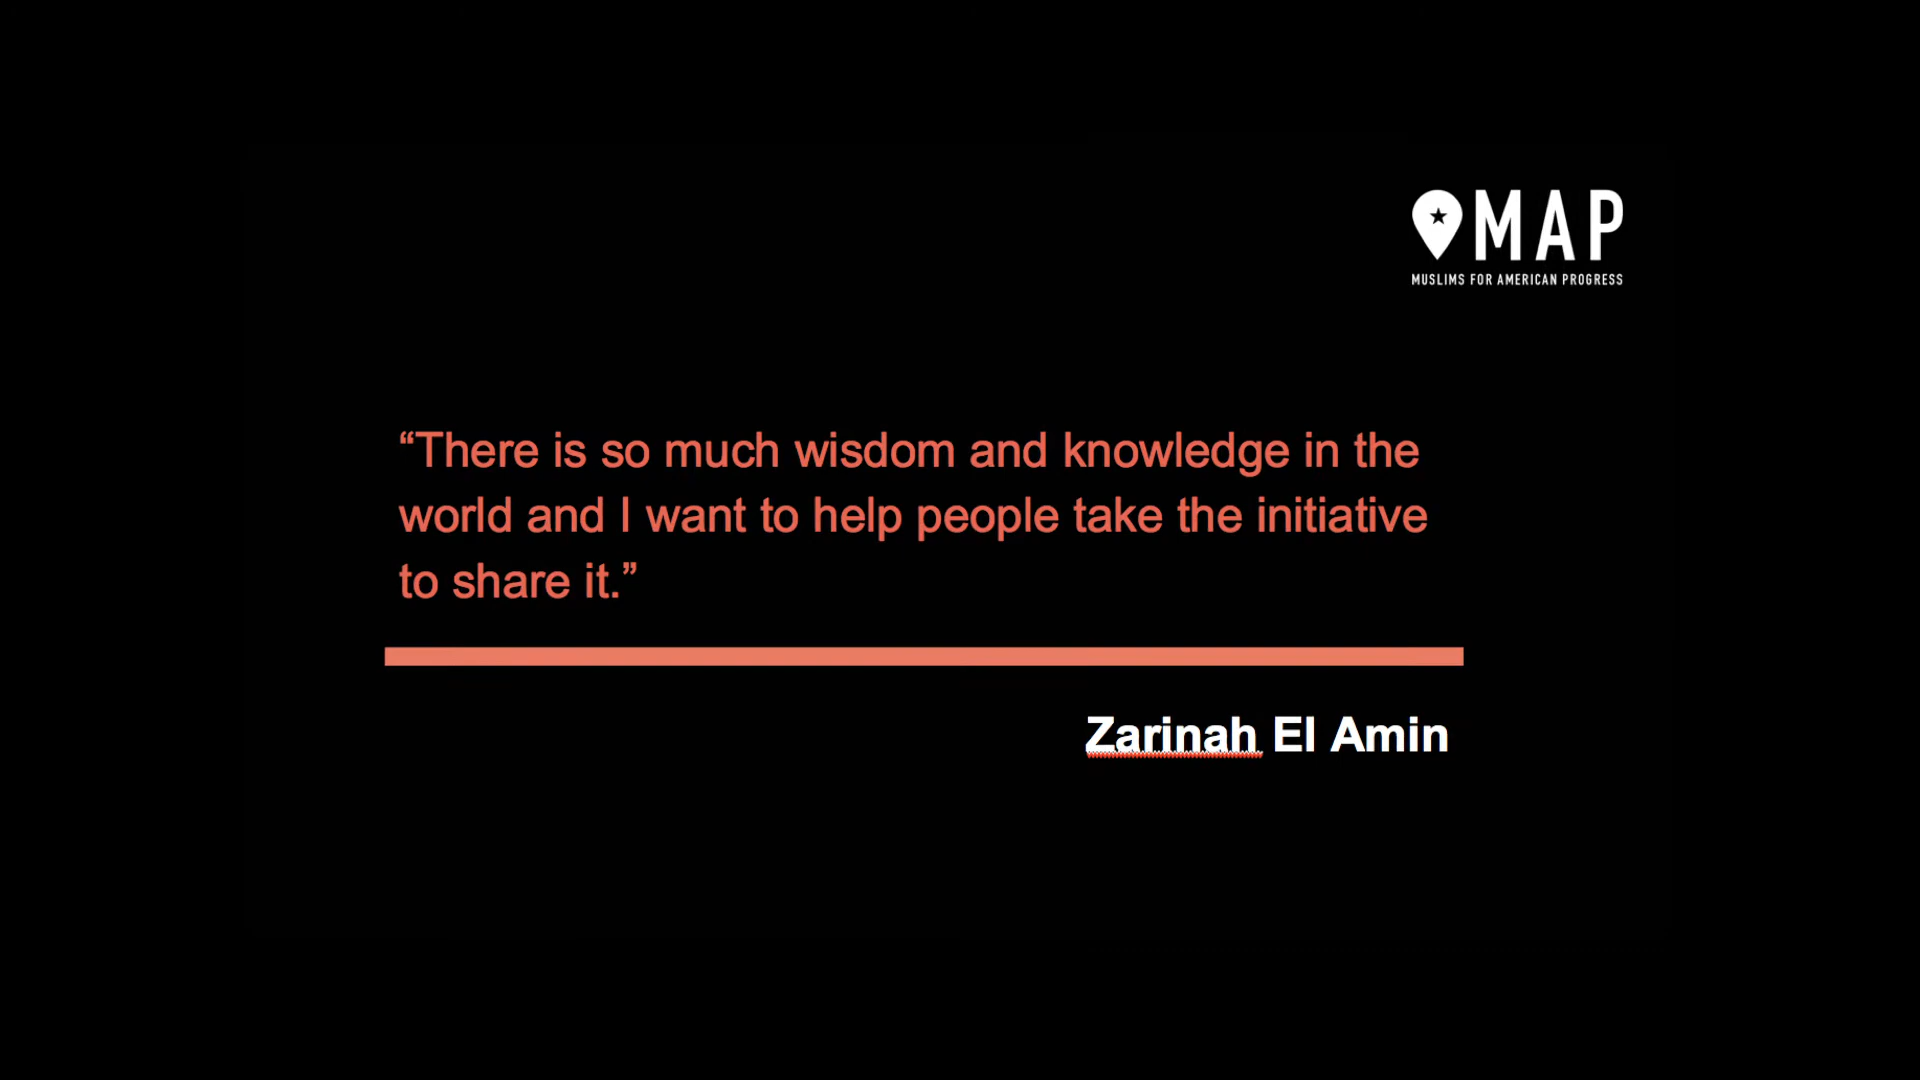 MAP
MUSLIMS FOR AMERICAN PROGRESS
“There is so much wisdom and knowledge in the
world and I want to help people take the initiative
to share it.”
Zarinah El Amin